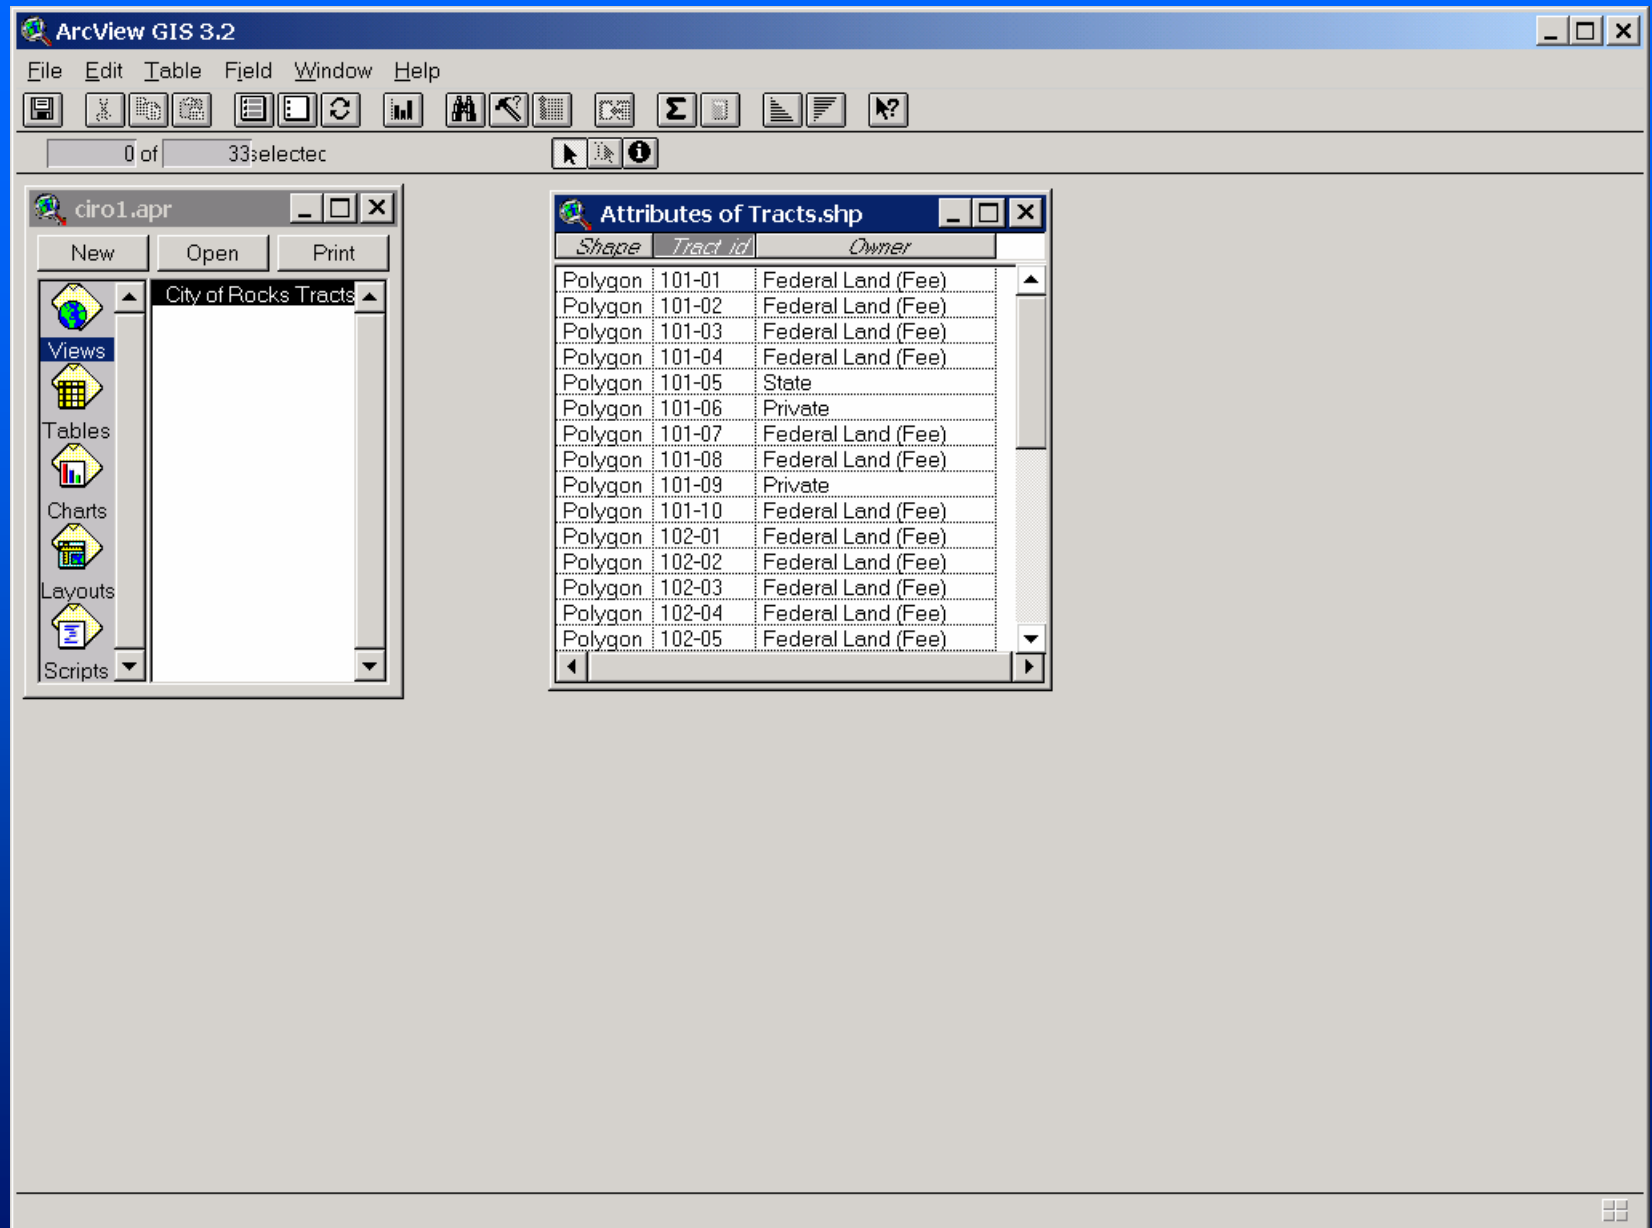 ArcView GIS 3.2
File Edit Table Field Window Help
0 of 33 selected
ciro1.apr
New Open Print
City of Rocks Tracts
Views
Tables
Charts
Layouts
Scripts
Attributes of Tracts.shp
Shape Tract_id Owner
Polygon 101-01 Federal Land (Fee)
Polygon 101-02 Federal Land (Fee)
Polygon 101-03 Federal Land (Fee)
Polygon 101-04 Federal Land (Fee)
Polygon 101-05 State
Polygon 101-06 Private
Polygon 101-07 Federal Land (Fee)
Polygon 101-08 Federal Land (Fee)
Polygon 101-09 Private
Polygon 101-10 Federal Land (Fee)
Polygon 102-01 Federal Land (Fee)
Polygon 102-02 Federal Land (Fee)
Polygon 102-03 Federal Land (Fee)
Polygon 102-04 Federal Land (Fee)
Polygon 102-05 Federal Land (Fee)